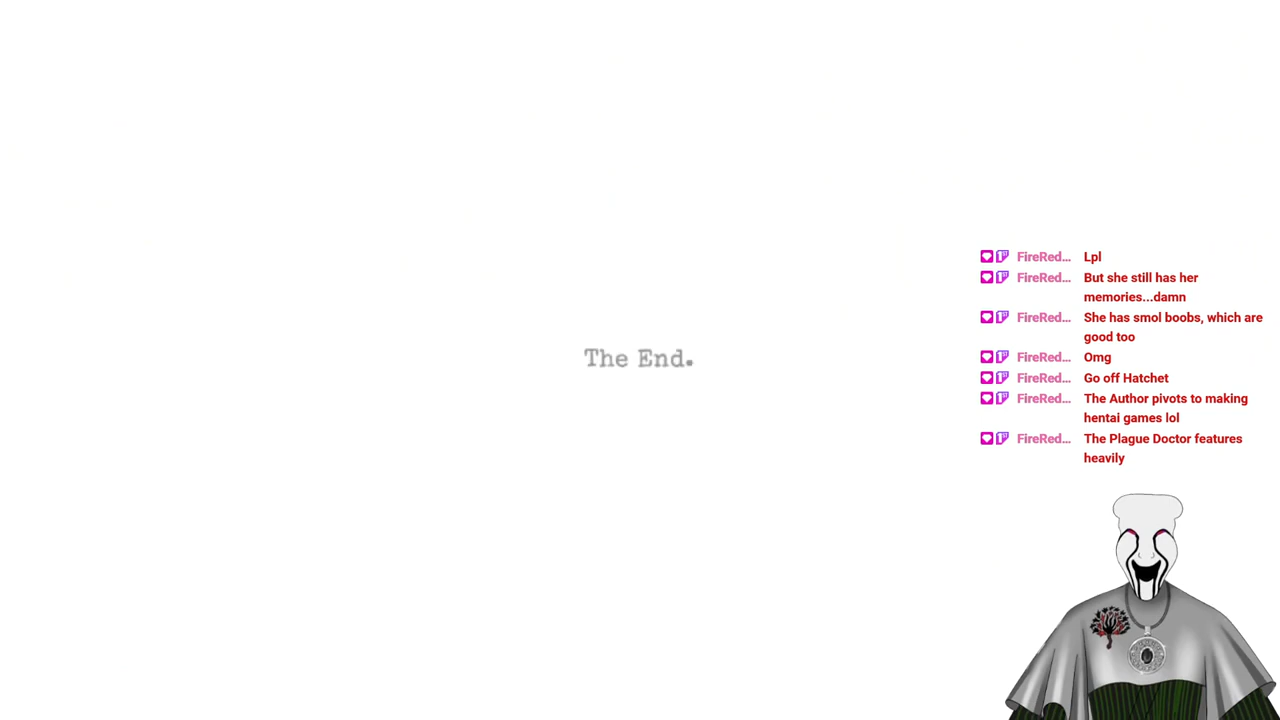 FireRed... Lpl
FireRed... But she still has her
memories...damn
FireRed... She has smol boobs, which are
good too
The End.
FireRed... Omg
FireRed... Go off Hatchet
FireRed... The Author pivots to making
hentai games lol
FireRed... The Plague Doctor features
heavily